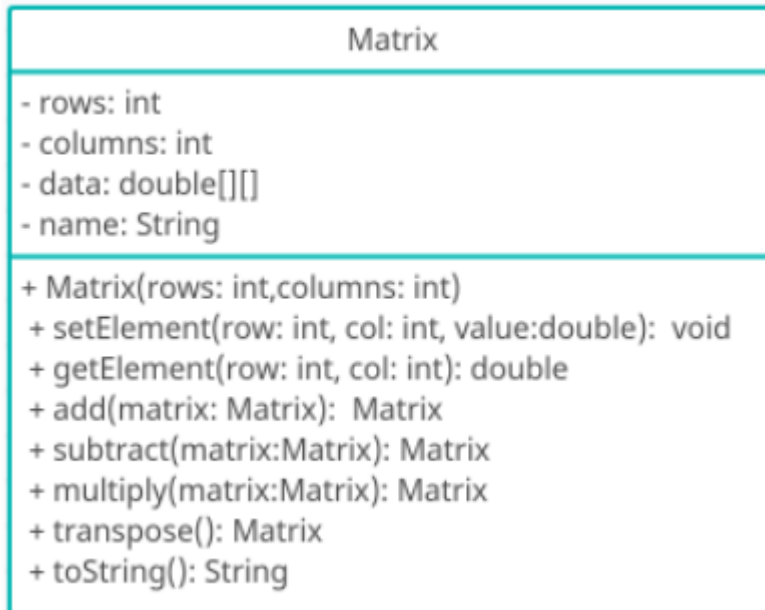 Matrix
- rows: int
- columns: int
- data: double[][]
- name: String
+ Matrix(rows: int,columns: int)
+ setElement(row: int, col: int, value:double):  void
+ getElement(row: int, col: int): double
+ add(matrix: Matrix):  Matrix
+ subtract(matrix:Matrix): Matrix
+ multiply(matrix:Matrix): Matrix
+ transpose(): Matrix
+ toString(): String